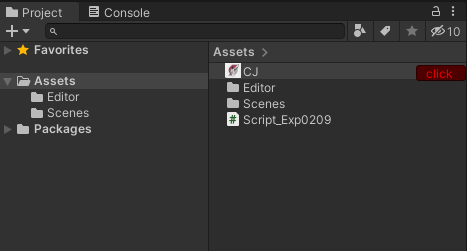 Project
Console
10
Favorites
Assets
Editor
Scenes
Packages
Assets
CJ
click
Editor
Scenes
# Script_Exp0209